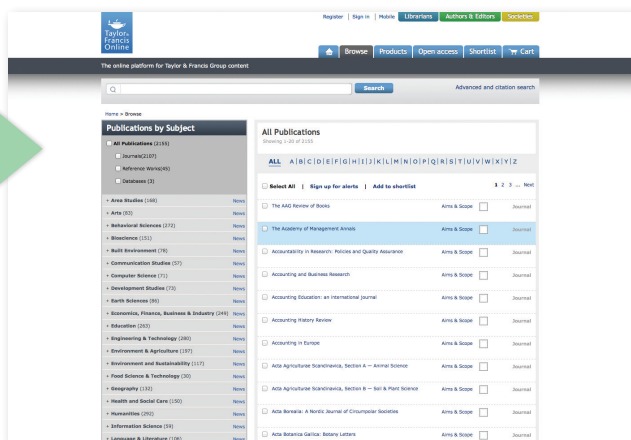 Register | Sign in | Mobile Librarians Authors & Editors Societies
Taylor &
Francis
Online
Browse Products Open access Shortlist Cart
The online platform for Taylor & Francis Group content
Search Advanced and citation search
Home > Browse
Publications by Subject
All Publications (2155)
Journals(2107)
Reference Works(45)
Databases (3)
+ Area Studies (168) News
+ Arts (83) News
+ Behavioral Sciences (272) News
+ Bioscience (151) News
+ Built Environment (78) News
+ Communication Studies (57) News
+ Computer Science (71) News
+ Development Studies (73) News
+ Earth Sciences (86) News
+ Economics, Finance, Business & Industry (249) News
+ Education (263) News
+ Engineering & Technology (280) News
+ Environment & Agriculture (197) News
+ Environment and Sustainability (117) News
+ Food Science & Technology (30) News
+ Geography (132) News
+ Health and Social Care (150) News
+ Humanities (292) News
+ Information Science (59) News
+ Language & Literature (106) News
All Publications
Showing 1-20 of 2155
ALL A|B|C|D|E|F|G|H|I|J|K|L|M|N|O|P|Q|R|S|T|U|V|W|X|Y|Z
Select All | Sign up for alerts | Add to shortlist 1 2 3 ... Next
The AAG Review of Books Aims & Scope Journal
The Academy of Management Annals Aims & Scope Journal
Accountability in Research: Policies and Quality Assurance Aims & Scope Journal
Accounting and Business Research Aims & Scope Journal
Accounting Education: an international journal Aims & Scope Journal
Accounting History Review Aims & Scope Journal
Accounting in Europe Aims & Scope Journal
Acta Agriculturae Scandinavica, Section A — Animal Science Aims & Scope Journal
Acta Agriculturae Scandinavica, Section B — Soil & Plant Science Aims & Scope Journal
Acta Borealia: A Nordic Journal of Circumpolar Societies Aims & Scope Journal
Acta Botanica Gallica: Botany Letters Aims & Scope Journal